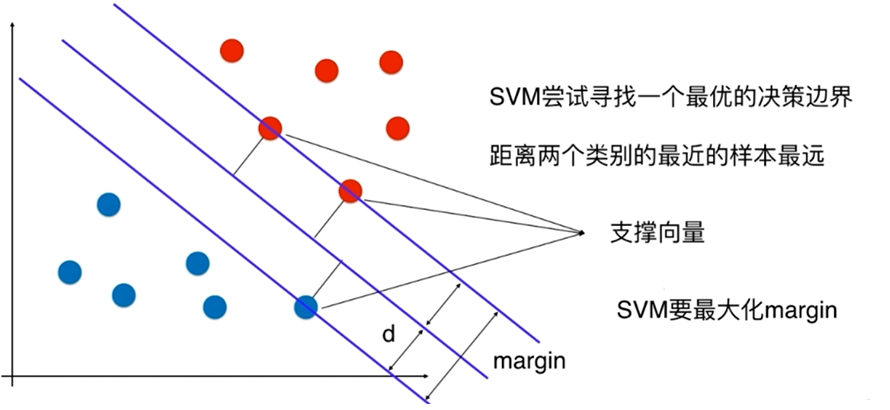 SVM尝试寻找一个最优的决策边界
距离两个类别的最近的样本最远
支撑向量
SVM要最大化margin
d
margin